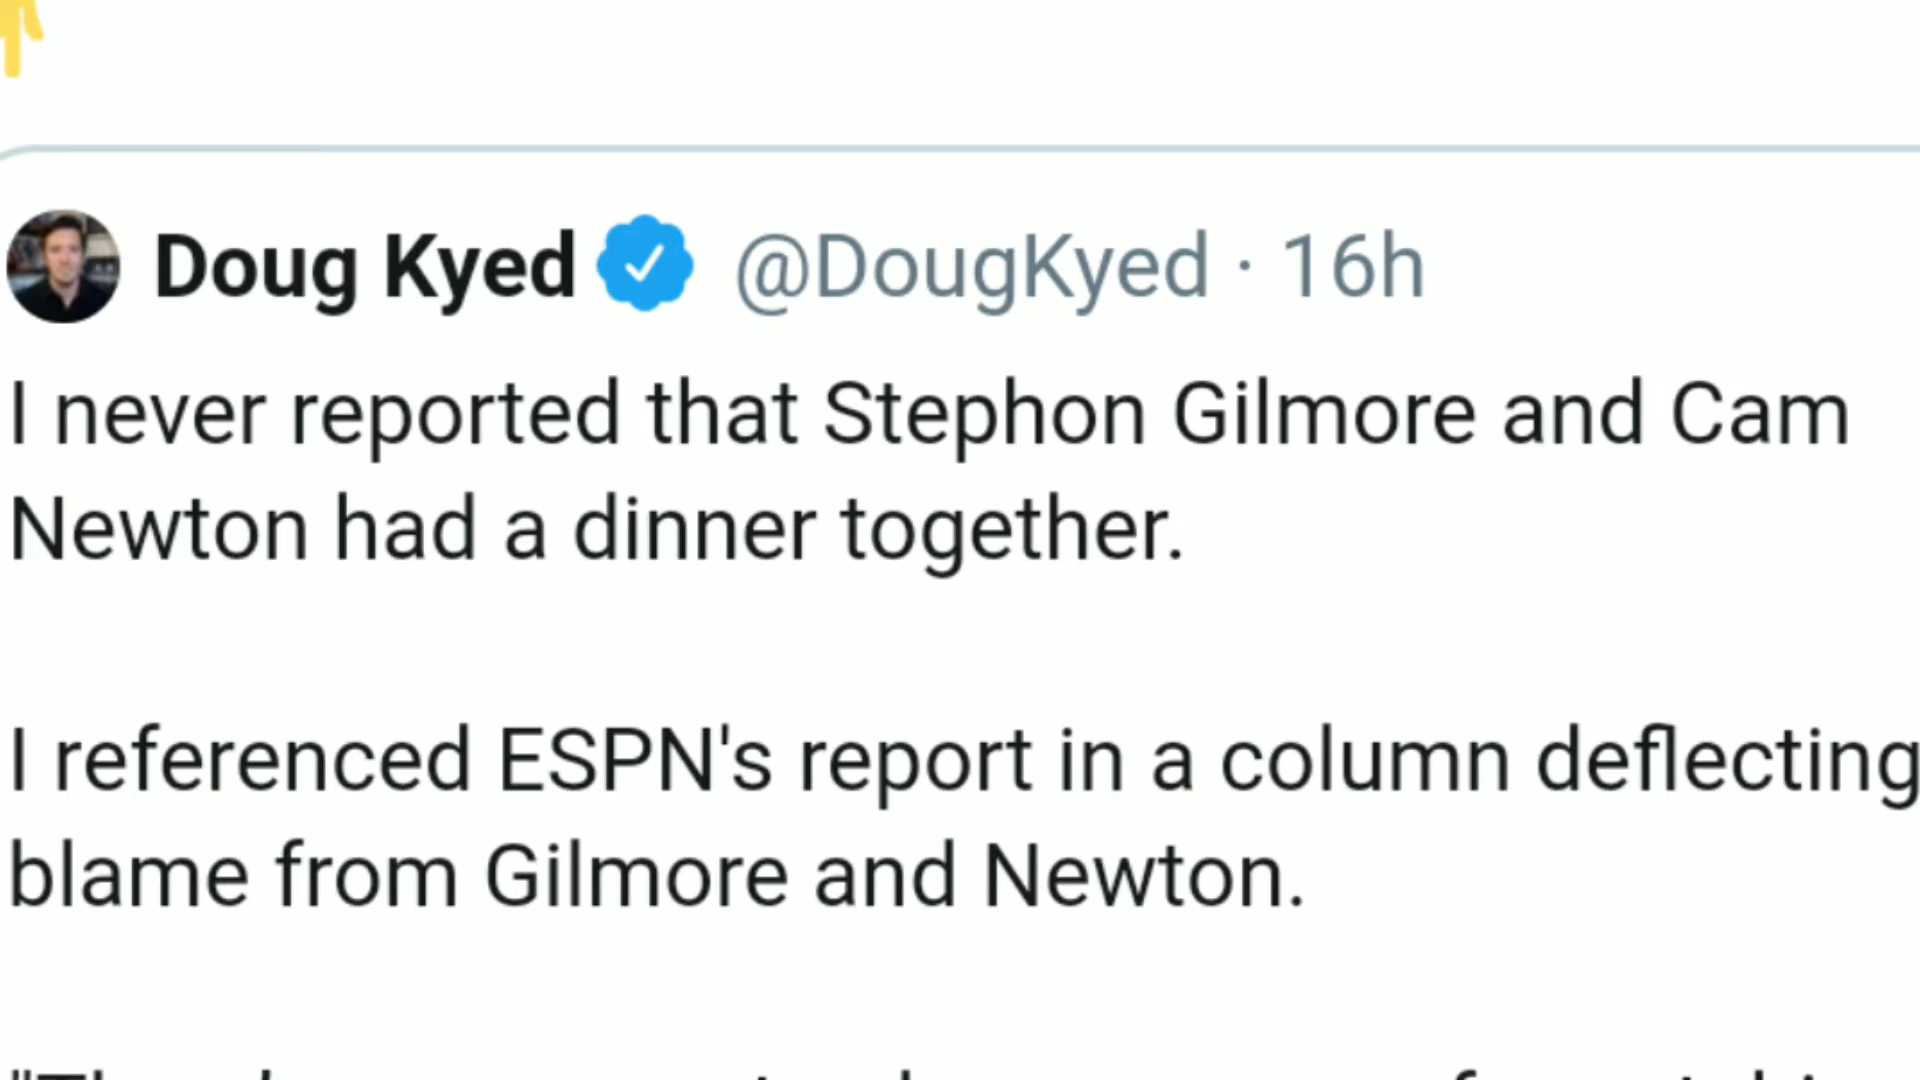 Doug Kyed @DougKyed · 16h
I never reported that Stephon Gilmore and Cam
Newton had a dinner together.
I referenced ESPN's report in a column deflecting
blame from Gilmore and Newton.